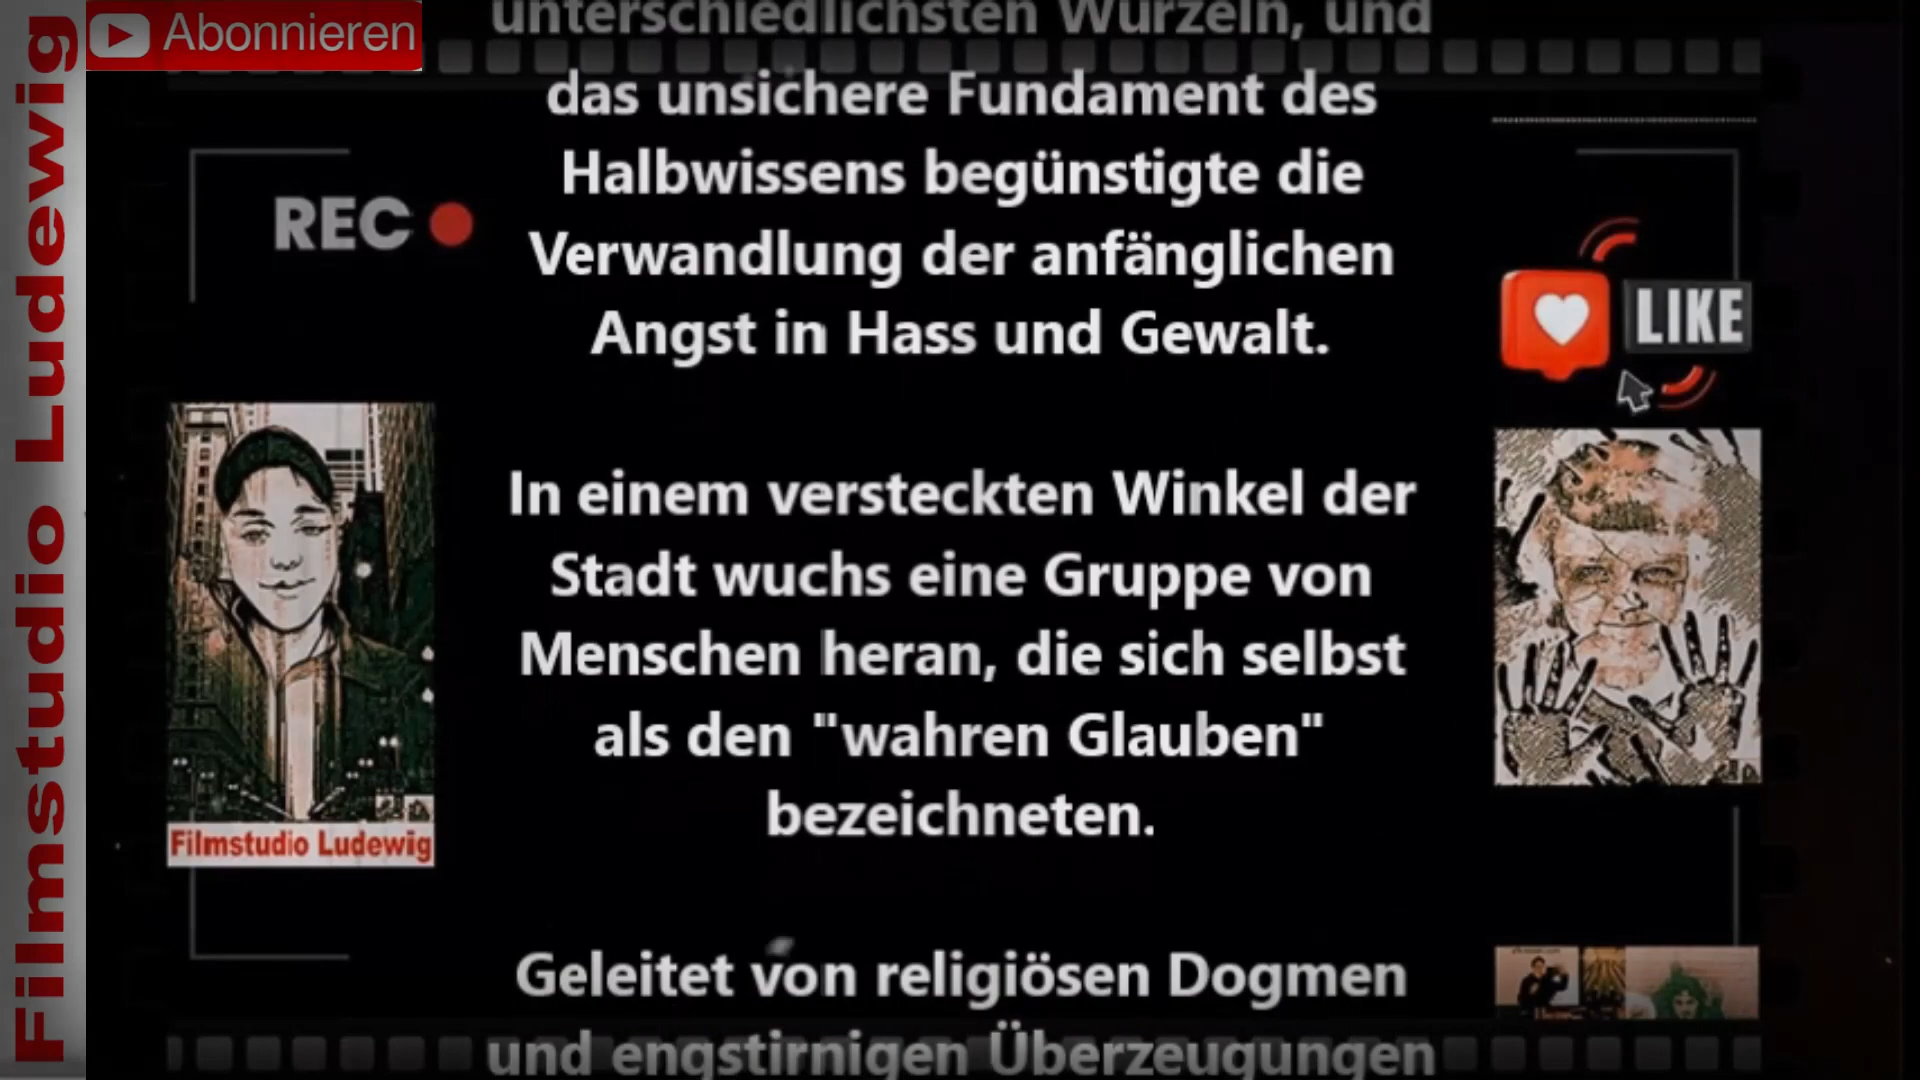 Filmstudio Ludewig
Abonnieren
unterschiedlichsten Wurzeln, und
das unsichere Fundament des
Halbwissens begünstigte die
Verwandlung der anfänglichen
Angst in Hass und Gewalt.
REC
LIKE
In einem versteckten Winkel der
Stadt wuchs eine Gruppe von
Menschen heran, die sich selbst
als den "wahren Glauben"
bezeichneten.
Filmstudio Ludewig
Geleitet von religiösen Dogmen
und engstirnigen Überzeugungen